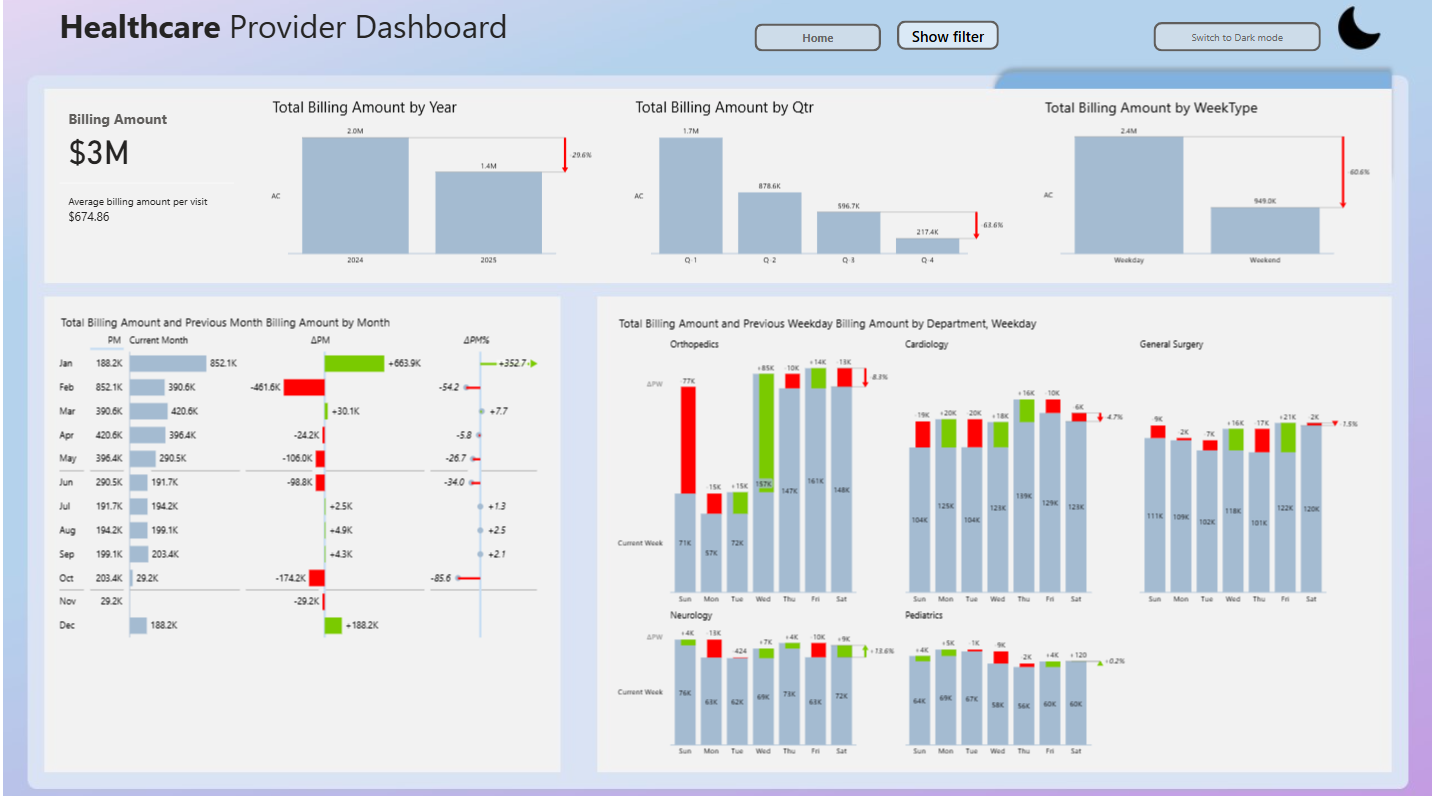 Healthcare Provider Dashboard
Home
Show filter
Switch to Dark mode
Billing Amount
$3M
Average billing amount per visit
$674.86
Total Billing Amount by Year
2.0M
1.4M
-29.6%
AC
2024 2025
Total Billing Amount by Qtr
1.7M
878.6K
596.7K
217.4K
-63.6%
AC
Q-1 Q-2 Q-3 Q-4
Total Billing Amount by WeekType
2.4M
949.0K
-60.6%
AC
Weekday Weekend
Total Billing Amount and Previous Month Billing Amount by Month
PM Current Month ΔPM ΔPM%
Jan 188.2K 852.1K +663.9K +352.7
Feb 852.1K 390.6K -461.6K -54.2
Mar 390.6K 420.6K +30.1K +7.7
Apr 420.6K 396.4K -24.2K -5.8
May 396.4K 290.5K -106.0K -26.7
Jun 290.5K 191.7K -98.8K -34.0
Jul 191.7K 194.2K +2.5K +1.3
Aug 194.2K 199.1K +4.9K +2.5
Sep 199.1K 203.4K +4.3K +2.1
Oct 203.4K 29.2K -174.2K -85.6
Nov 29.2K -29.2K
Dec 188.2K +188.2K
Total Billing Amount and Previous Weekday Billing Amount by Department, Weekday
Orthopedics
ΔPW
-77K -15K +15K +85K -10K +14K -13K
-8.3%
Current Week
71K 57K 72K 157K 147K 161K 148K
Sun Mon Tue Wed Thu Fri Sat
Cardiology
-19K +20K -20K +18K +16K -10K -6K
-4.7%
104K 125K 104K 123K 139K 129K 123K
Sun Mon Tue Wed Thu Fri Sat
General Surgery
-9K -2K -7K +16K -17K +21K -2K
-1.5%
111K 109K 102K 118K 101K 122K 120K
Sun Mon Tue Wed Thu Fri Sat
Neurology
ΔPW
+4K -13K -424 +7K +4K -10K +9K
+13.6%
Current Week
76K 63K 62K 69K 73K 63K 72K
Sun Mon Tue Wed Thu Fri Sat
Pediatrics
+4K +5K -1K -9K -2K +4K +120
+0.2%
64K 69K 67K 58K 56K 60K 60K
Sun Mon Tue Wed Thu Fri Sat